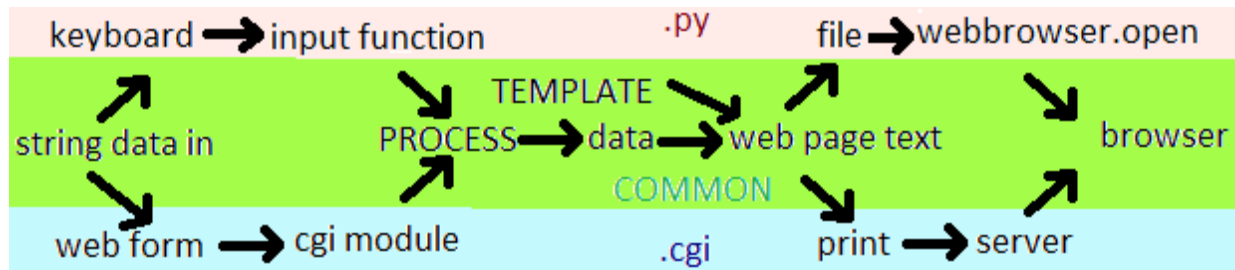 keyboard input function .py file webbrowser.open
TEMPLATE
string data in PROCESS data web page text browser
COMMON
web form cgi module .cgi print server